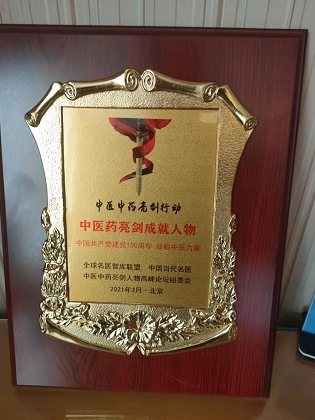 中医中药亮剑行动
中医药亮剑成就人物
中国共产党建党100周年 致敬中医力量
全球名医智库联盟 中国当代名医
中医中药亮剑人物高峰论坛组委会
2021年3月·北京